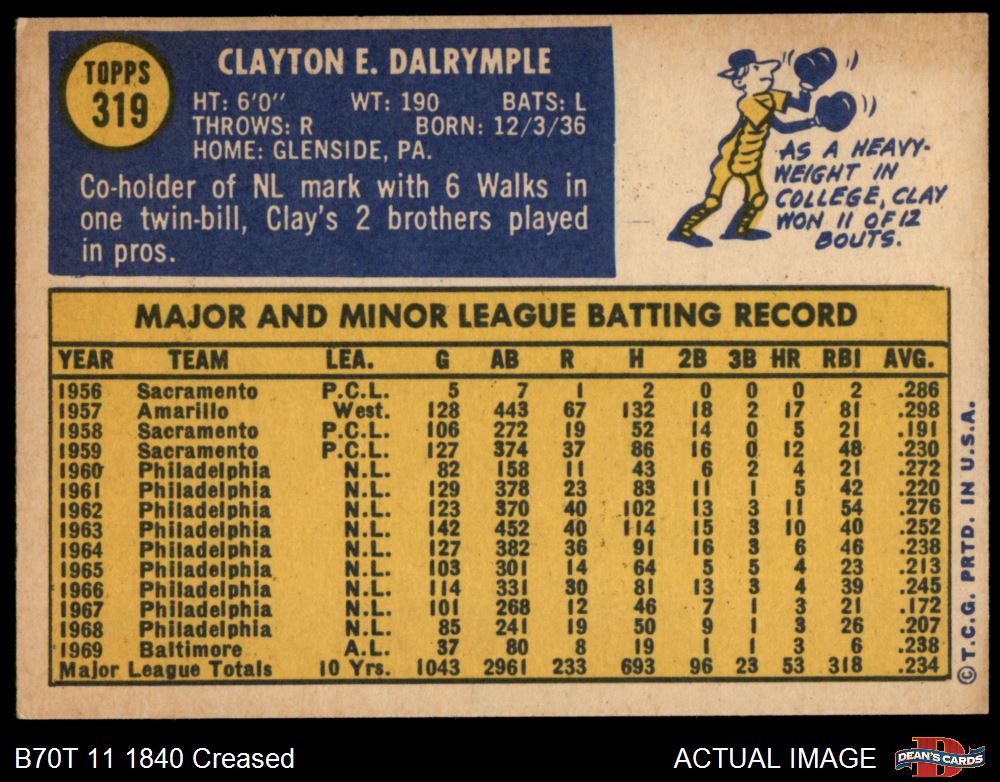 TOPPS
319
CLAYTON E. DALRYMPLE
HT: 6'0" WT: 190 BATS: L
THROWS: R BORN: 12/3/36
HOME: GLENSIDE, PA.
Co-holder of NL mark with 6 Walks in
one twin-bill, Clay's 2 brothers played
in pros.
AS A HEAVY-
WEIGHT IN
COLLEGE, CLAY
WON 11 OF 12
BOUTS.
MAJOR AND MINOR LEAGUE BATTING RECORD
YEAR TEAM LEA. G AB R H 2B 3B HR RBI AVG.
1956 Sacramento P.C.L. 5 7 1 2 0 0 0 2 .286
1957 Amarillo West. 128 443 67 132 18 2 17 81 .298
1958 Sacramento P.C.L. 106 272 19 52 14 0 5 21 .191
1959 Sacramento P.C.L. 127 374 37 86 16 0 12 48 .230
1960 Philadelphia N.L. 82 158 11 43 6 2 4 21 .272
1961 Philadelphia N.L. 129 378 23 83 11 1 5 42 .220
1962 Philadelphia N.L. 123 370 40 102 13 3 11 54 .276
1963 Philadelphia N.L. 142 452 40 114 15 3 10 40 .252
1964 Philadelphia N.L. 127 382 36 91 16 3 6 46 .238
1965 Philadelphia N.L. 103 301 14 64 5 5 4 23 .213
1966 Philadelphia N.L. 114 331 30 81 13 3 4 39 .245
1967 Philadelphia N.L. 101 268 12 46 7 1 3 21 .172
1968 Philadelphia N.L. 85 241 19 50 9 1 3 26 .207
1969 Baltimore A.L. 37 80 8 19 1 1 3 6 .238
Major League Totals 10 Yrs. 1043 2961 233 693 96 23 53 318 .234
© T.C.G. PRTD. IN U.S.A.
B70T 11 1840 Creased
ACTUAL IMAGE
D
DEAN'S CARDS